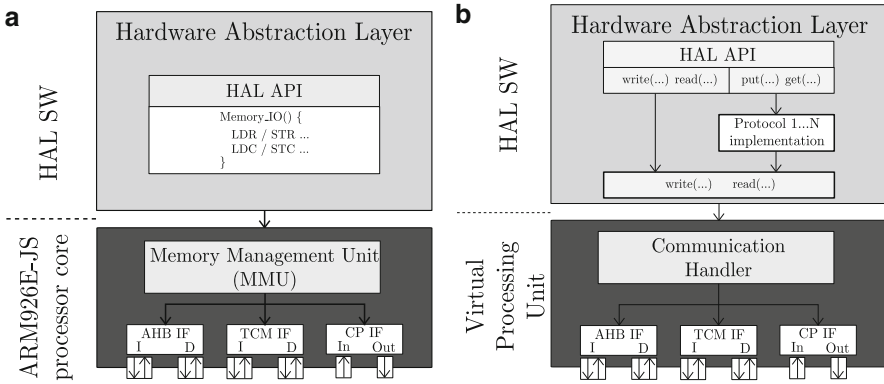 a
Hardware Abstraction Layer
HAL SW
HAL API
Memory_IO() {
LDR / STR ...
LDC / STC ...
}
ARM926E-JS
processor core
Memory Management Unit
(MMU)
AHB IF
I D
TCM IF
I D
CP IF
In Out
b
Hardware Abstraction Layer
HAL SW
HAL API
write(...) read(...)
put(...) get(...)
Protocol 1...N
implementation
write(...) read(...)
Virtual
Processing
Unit
Communication
Handler
AHB IF
I D
TCM IF
I D
CP IF
In Out